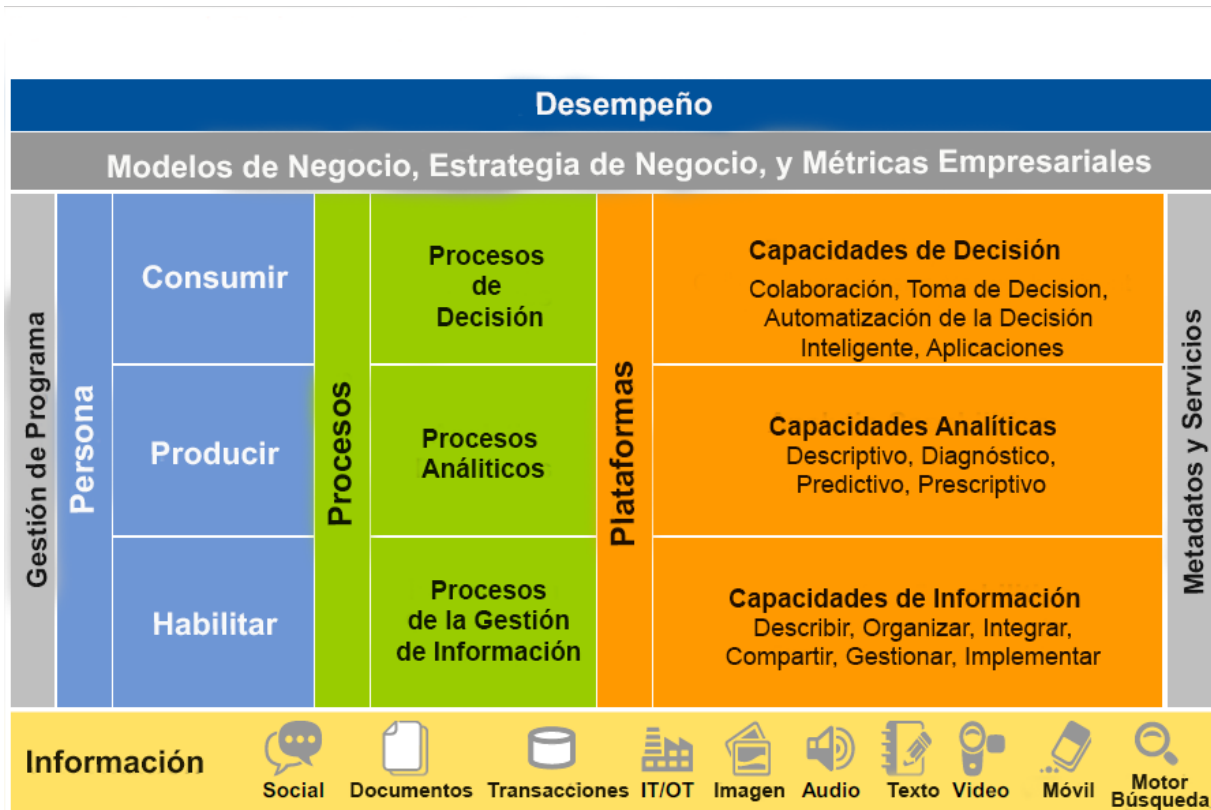 Desempeño
Modelos de Negocio, Estrategia de Negocio, y Métricas Empresariales
Gestión de Programa
Persona
Consumir
Producir
Habilitar
Procesos
Procesos
de
Decisión
Procesos
Análiticos
Procesos
de la Gestión
de Información
Plataformas
Capacidades de Decisión
Colaboración, Toma de Decision,
Automatización de la Decisión
Inteligente, Aplicaciones
Capacidades Analíticas
Descriptivo, Diagnóstico,
Predictivo, Prescriptivo
Capacidades de Información
Describir, Organizar, Integrar,
Compartir, Gestionar, Implementar
Metadatos y Servicios
Información
Social
Documentos
Transacciones
IT/OT
Imagen
Audio
Texto
Video
Móvil
Motor
Búsqueda